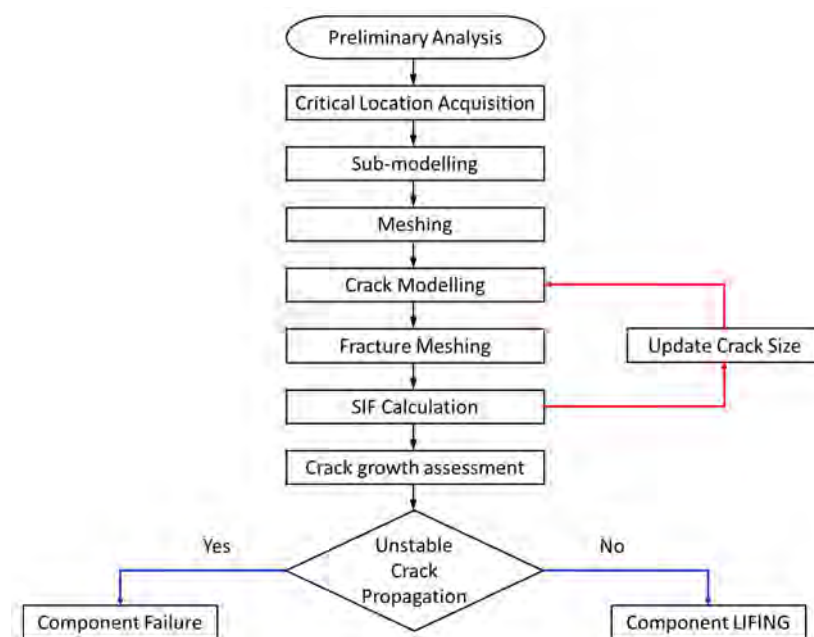 Preliminary Analysis
Critical Location Acquisition
Sub-modelling
Meshing
Crack Modelling
Fracture Meshing
Update Crack Size
SIF Calculation
Crack growth assessment
Yes
Unstable
Crack
Propagation
No
Component Failure
Component LIFING